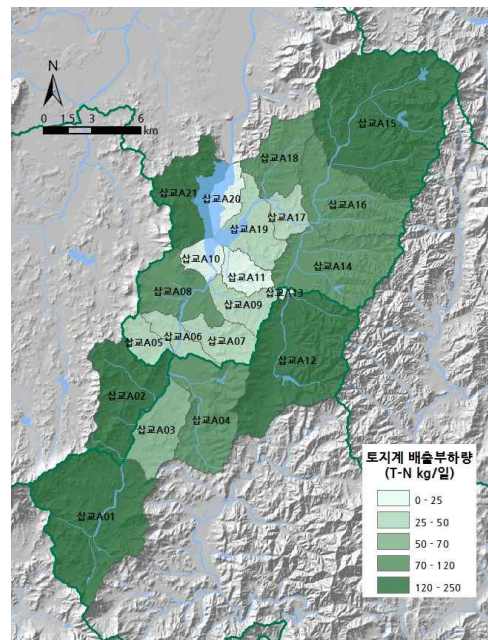 N
0 1.5 3 6
km
삽교A15
삽교A18
삽교A21
삽교A20
삽교A17
삽교A16
삽교A19
삽교A10
삽교A11
삽교A14
삽교A08
삽교A13
삽교A09
삽교A05
삽교A06
삽교A07
삽교A12
삽교A02
삽교A04
삽교A03
삽교A01
토지계 배출부하량
(T-N kg/일)
0 - 25
25 - 50
50 - 70
70 - 120
120 - 250